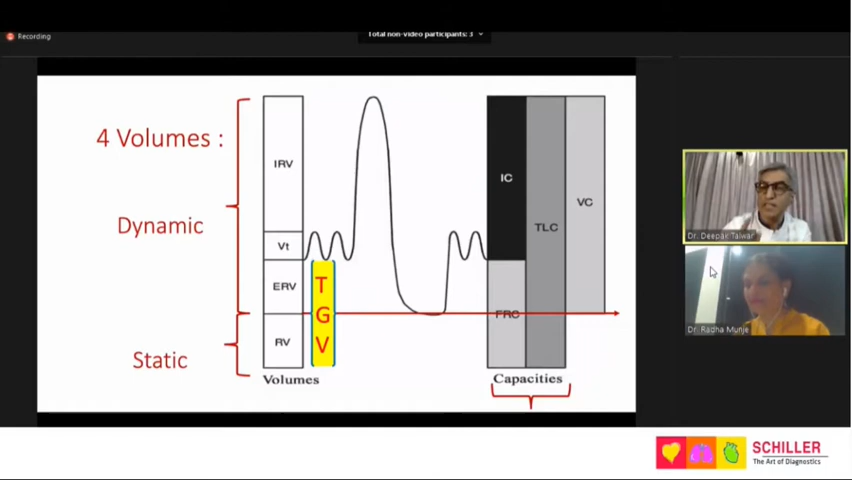 Recording
Total non-video participants: 3
4 Volumes :
Dynamic
Static
IRV
Vt
ERV
RV
Volumes
T
G
V
IC
FRC
TLC
VC
Capacities
Dr. Deepak Talwar
Dr. Radha Munje
SCHILLER
The Art of Diagnostics